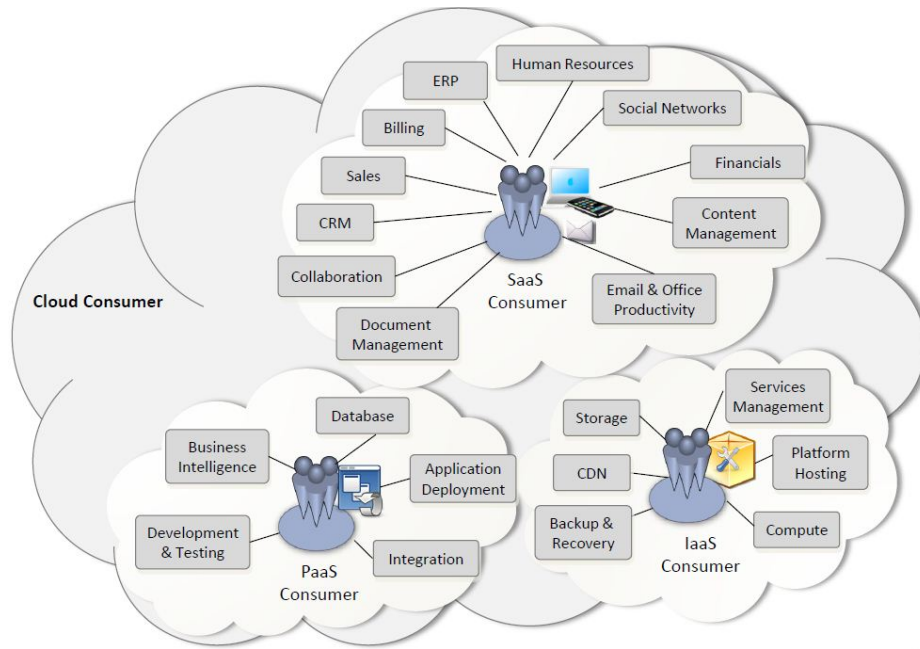 Human Resources
ERP
Social Networks
Billing
Financials
Sales
Content
Management
CRM
Collaboration
SaaS
Consumer
Email & Office
Productivity
Document
Management
Cloud Consumer
Database
Business
Intelligence
Application
Deployment
Development
& Testing
Integration
PaaS
Consumer
Services
Management
Storage
Platform
Hosting
CDN
Backup &
Recovery
Compute
IaaS
Consumer